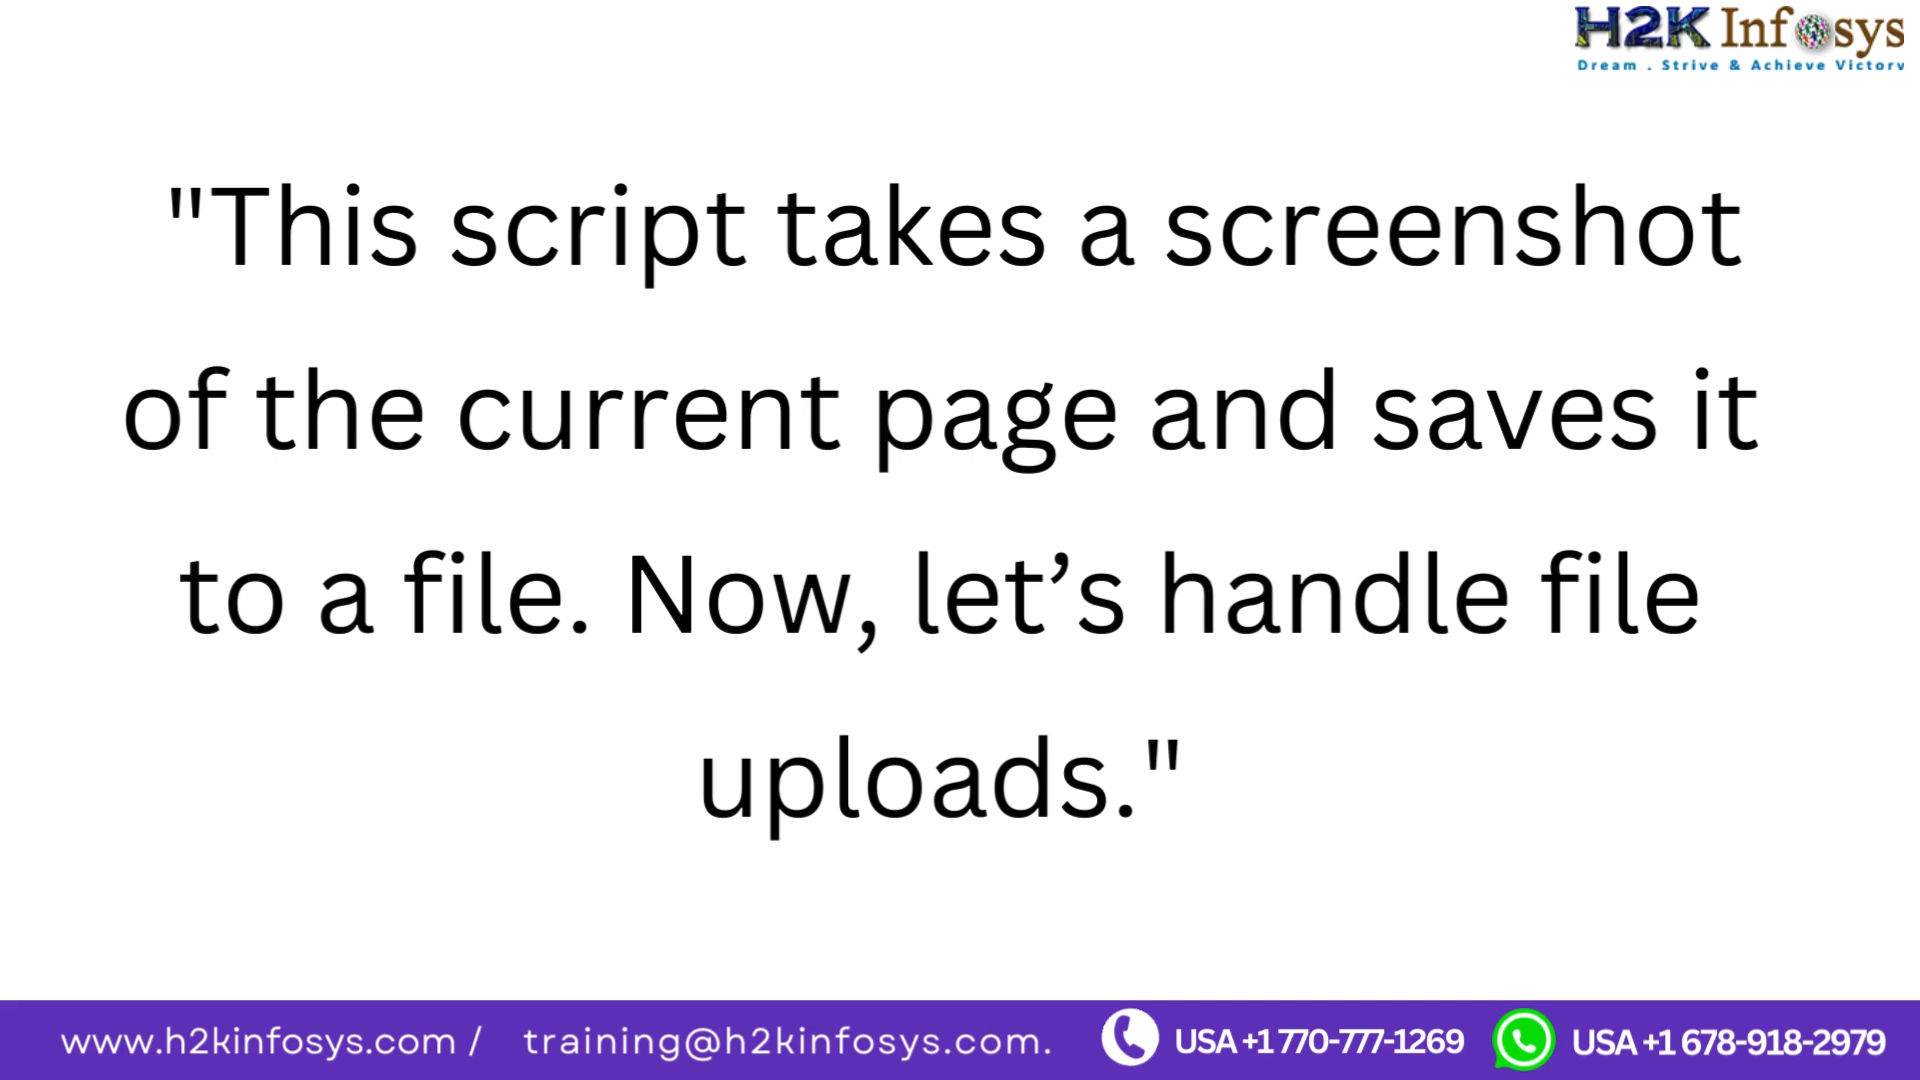 H2K Infosys
Dream . Strive & Achieve Victory
"This script takes a screenshot
of the current page and saves it
to a file. Now, let’s handle file
uploads."
www.h2kinfosys.com / training@h2kinfosys.com. USA +1 770-777-1269 USA +1 678-918-2979